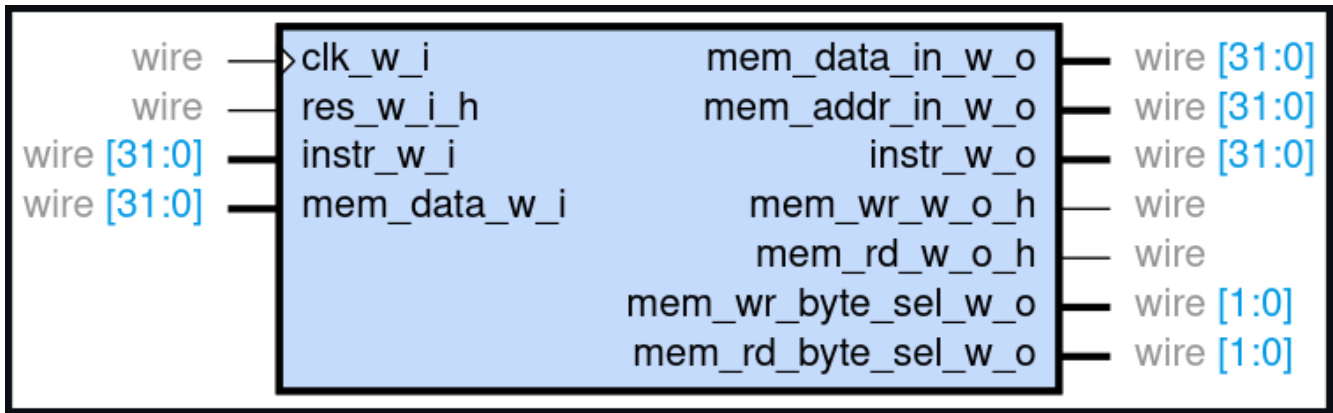 wire clk_w_i mem_data_in_w_o wire [31:0]
wire res_w_i_h mem_addr_in_w_o wire [31:0]
wire [31:0] instr_w_i instr_w_o wire [31:0]
wire [31:0] mem_data_w_i mem_wr_w_o_h wire
mem_rd_w_o_h wire
mem_wr_byte_sel_w_o wire [1:0]
mem_rd_byte_sel_w_o wire [1:0]